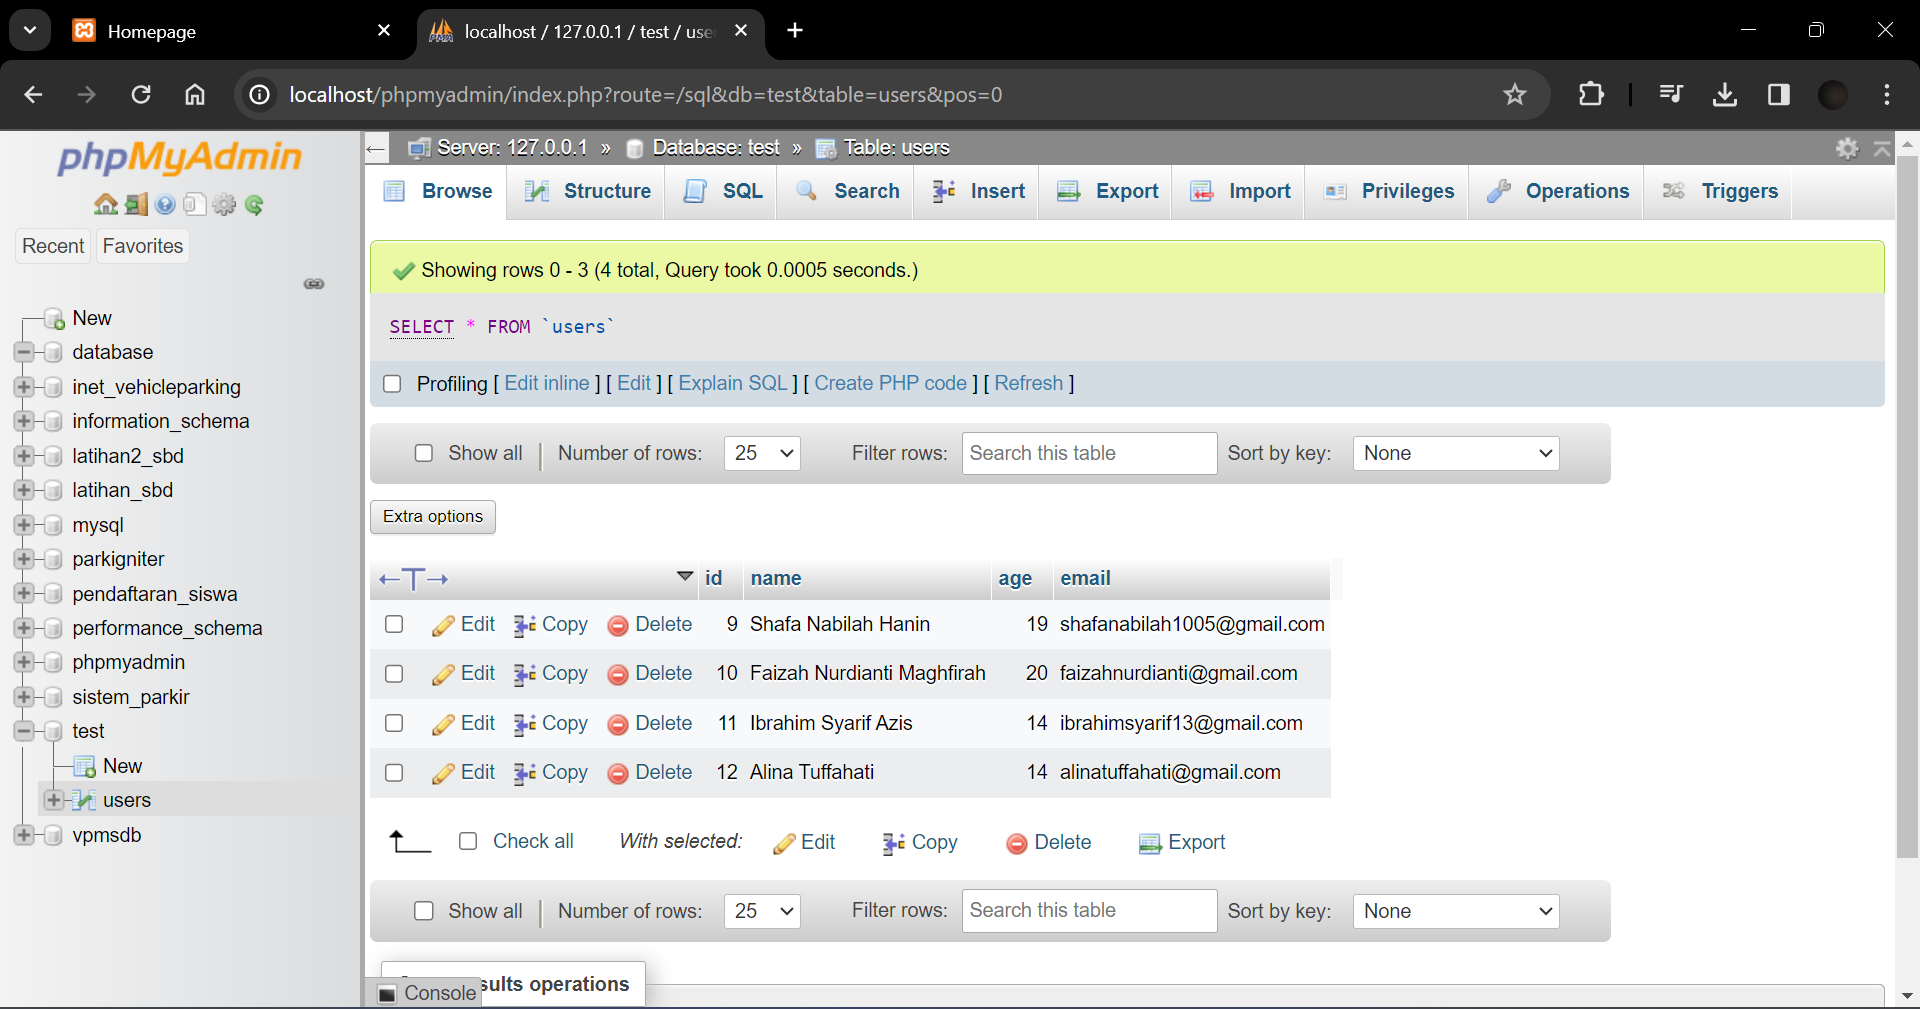 Homepage
localhost / 127.0.0.1 / test / use
localhost/phpmyadmin/index.php?route=/sql&db=test&table=users&pos=0
phpMyAdmin
Recent Favorites
New
database
inet_vehicleparking
information_schema
latihan2_sbd
latihan_sbd
mysql
parkigniter
pendaftaran_siswa
performance_schema
phpmyadmin
sistem_parkir
test
New
users
vpmsdb
Server: 127.0.0.1 » Database: test » Table: users
Browse Structure SQL Search Insert Export Import Privileges Operations Triggers
Showing rows 0 - 3 (4 total, Query took 0.0005 seconds.)
SELECT * FROM `users`
Profiling [ Edit inline ] [ Edit ] [ Explain SQL ] [ Create PHP code ] [ Refresh ]
Show all Number of rows: 25 Filter rows: Search this table Sort by key: None
Extra options
←T→ id name age email
Edit Copy Delete 9 Shafa Nabilah Hanin 19 shafanabilah1005@gmail.com
Edit Copy Delete 10 Faizah Nurdianti Maghfirah 20 faizahnurdianti@gmail.com
Edit Copy Delete 11 Ibrahim Syarif Azis 14 ibrahimsyarif13@gmail.com
Edit Copy Delete 12 Alina Tuffahati 14 alinatuffahati@gmail.com
Check all With selected: Edit Copy Delete Export
Show all Number of rows: 25 Filter rows: Search this table Sort by key: None
sults operations
Console